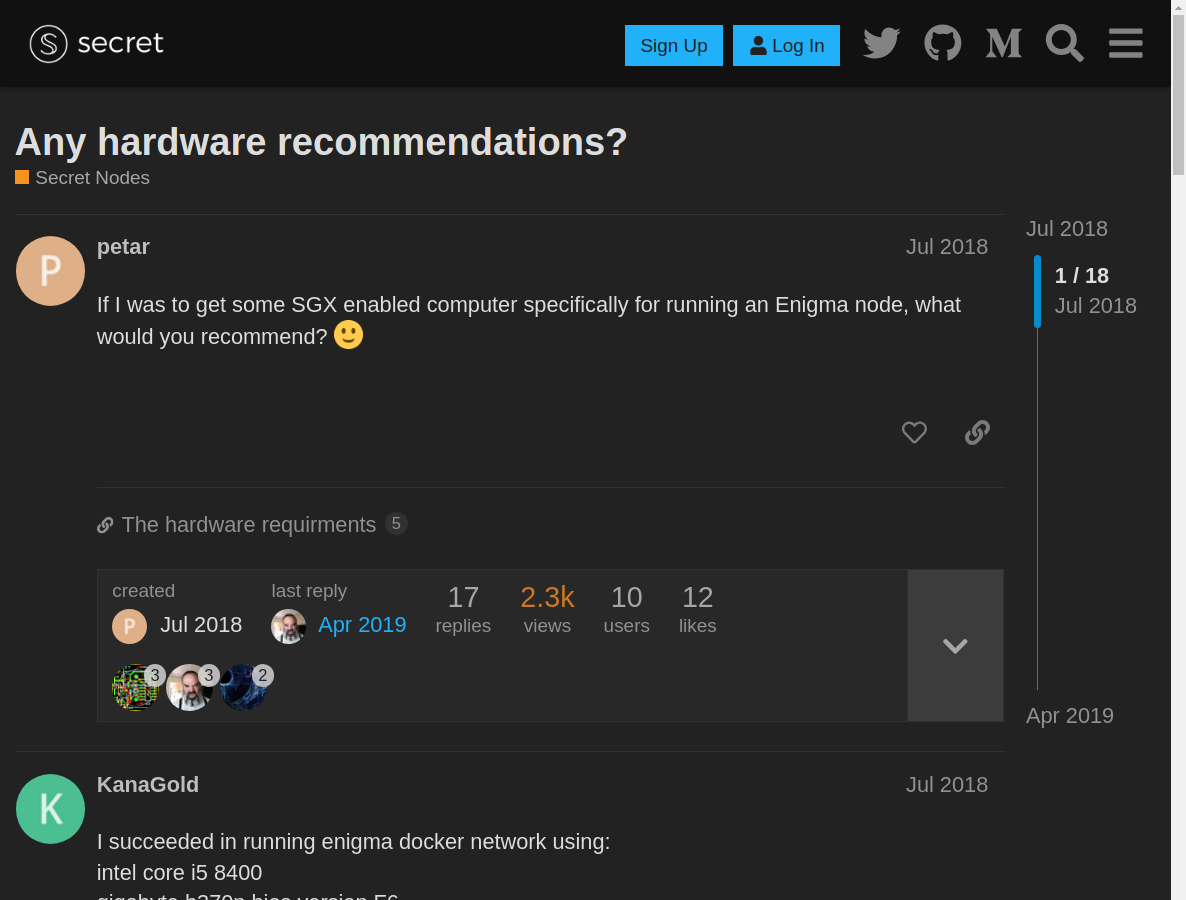 secret
Sign Up
Log In
Any hardware recommendations?
Secret Nodes
petar
Jul 2018
If I was to get some SGX enabled computer specifically for running an Enigma node, what
would you recommend?
Jul 2018
1 / 18
Jul 2018
Apr 2019
The hardware requirments 5
created
Jul 2018
last reply
Apr 2019
17
replies
2.3k
views
10
users
12
likes
3
3
2
KanaGold
Jul 2018
I succeeded in running enigma docker network using:
intel core i5 8400